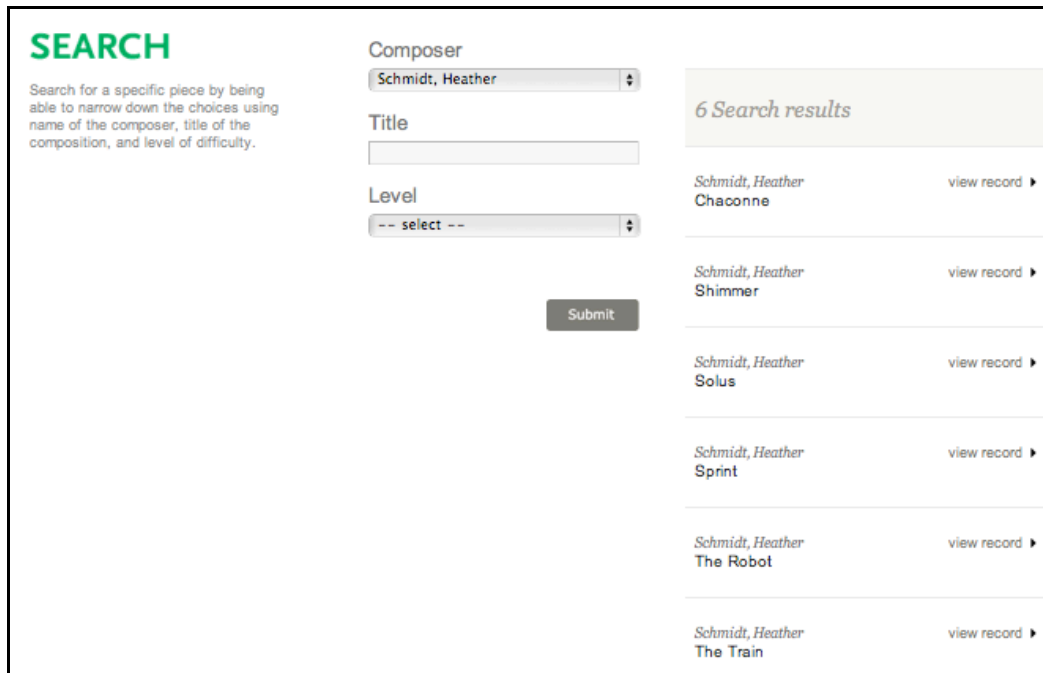 SEARCH
Search for a specific piece by being
able to narrow down the choices using
name of the composer, title of the
composition, and level of difficulty.
Composer
Schmidt, Heather
Title
Level
-- select --
Submit
6 Search results
Schmidt, Heather view record
Chaconne
Schmidt, Heather view record
Shimmer
Schmidt, Heather view record
Solus
Schmidt, Heather view record
Sprint
Schmidt, Heather view record
The Robot
Schmidt, Heather view record
The Train